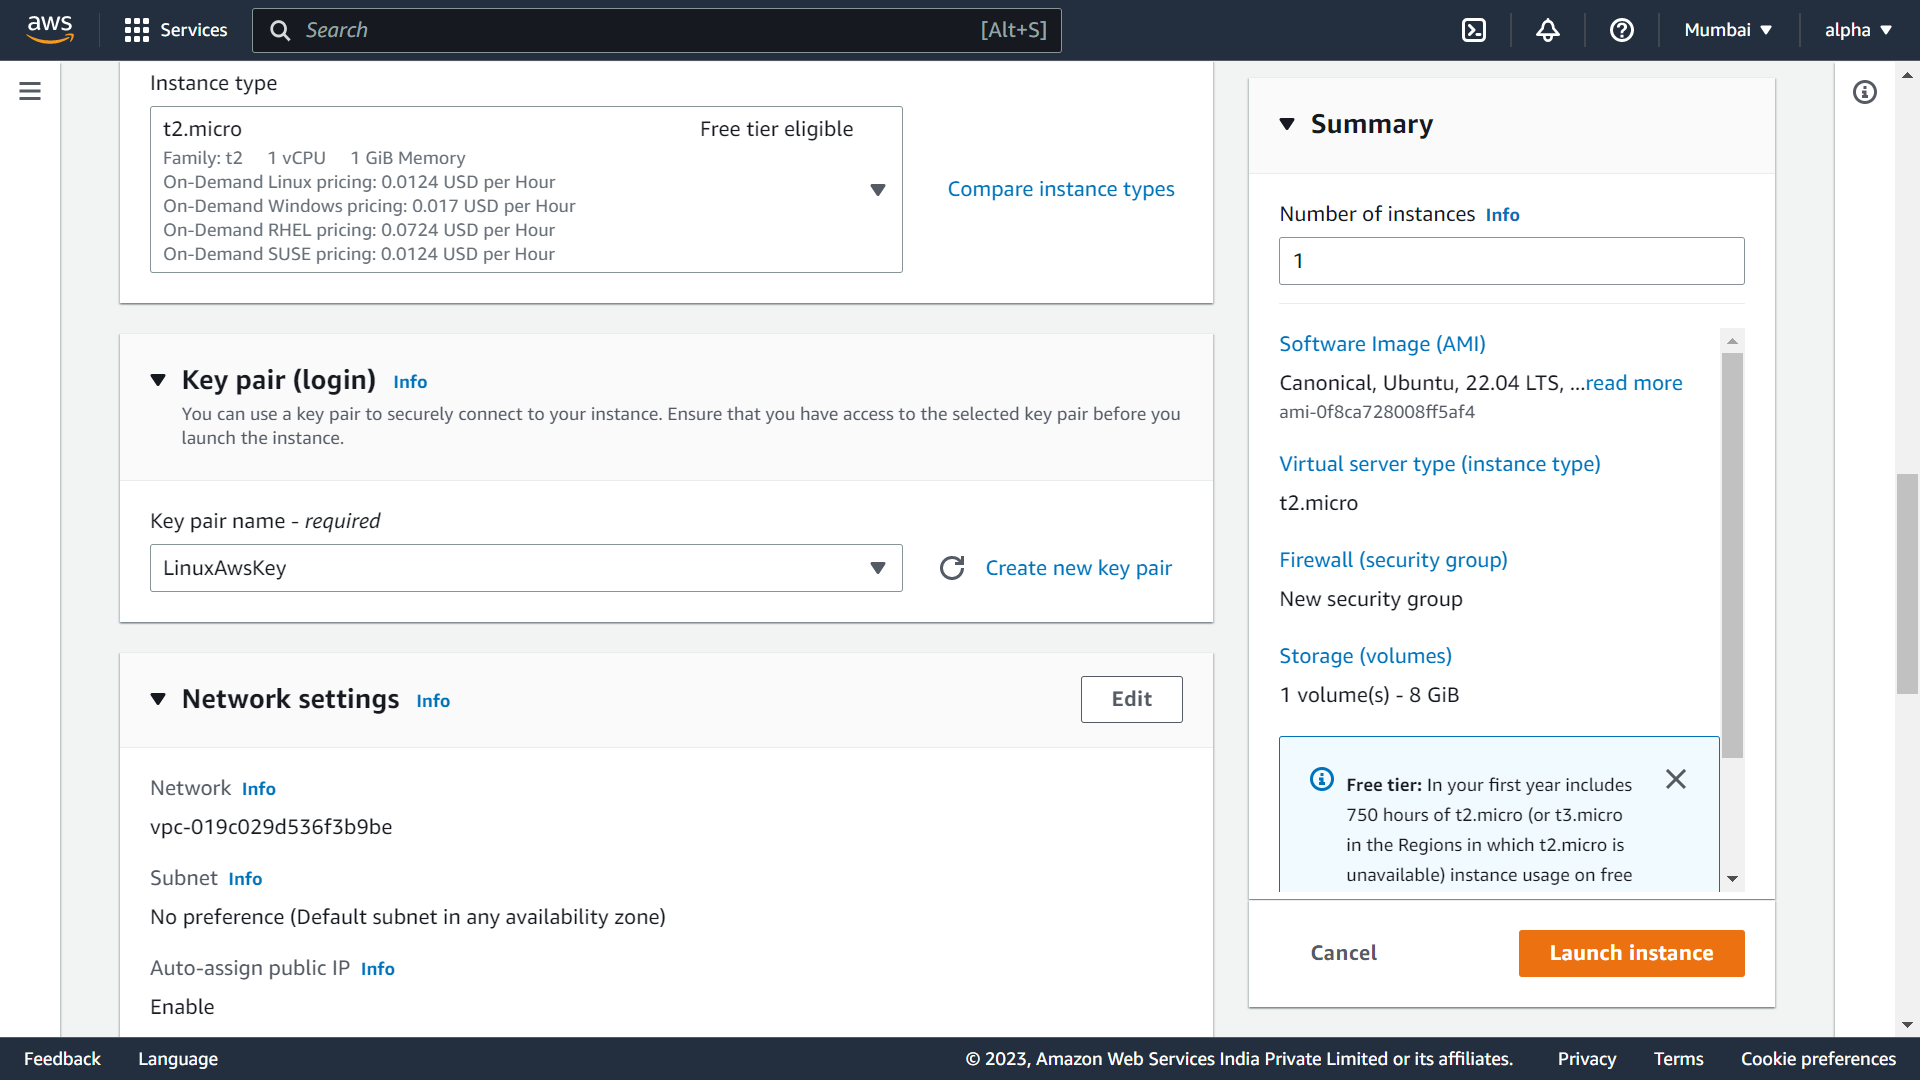 aws
Services
Search
[Alt+S]
Mumbai
alpha
Instance type
t2.micro
Free tier eligible
Family: t2 1 vCPU 1 GiB Memory
On-Demand Linux pricing: 0.0124 USD per Hour
On-Demand Windows pricing: 0.017 USD per Hour
On-Demand RHEL pricing: 0.0724 USD per Hour
On-Demand SUSE pricing: 0.0124 USD per Hour
Compare instance types
Key pair (login) Info
You can use a key pair to securely connect to your instance. Ensure that you have access to the selected key pair before you
launch the instance.
Key pair name - required
LinuxAwsKey
Create new key pair
Network settings Info
Edit
Network Info
vpc-019c029d536f3b9be
Subnet Info
No preference (Default subnet in any availability zone)
Auto-assign public IP Info
Enable
Summary
Number of instances Info
1
Software Image (AMI)
Canonical, Ubuntu, 22.04 LTS, ...read more
ami-0f8ca728008ff5af4
Virtual server type (instance type)
t2.micro
Firewall (security group)
New security group
Storage (volumes)
1 volume(s) - 8 GiB
Free tier: In your first year includes
750 hours of t2.micro (or t3.micro
in the Regions in which t2.micro is
unavailable) instance usage on free
Cancel
Launch instance
Feedback
Language
© 2023, Amazon Web Services India Private Limited or its affiliates.
Privacy
Terms
Cookie preferences